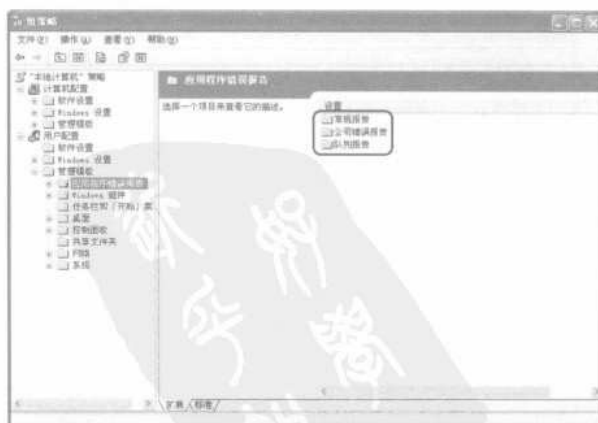 组策略
文件(F) 操作(A) 查看(V) 帮助(H)
"本地计算机" 策略
计算机配置
软件设置
Windows 设置
管理模板
用户配置
软件设置
Windows 设置
管理模板
应用程序错误报告
Windows 组件
任务栏和「开始」菜
桌面
控制面板
共享文件夹
网络
系统
应用程序错误报告
选择一个项目来查看它的描述。
设置
常规报告
公司错误报告
队列报告
扩展 标准